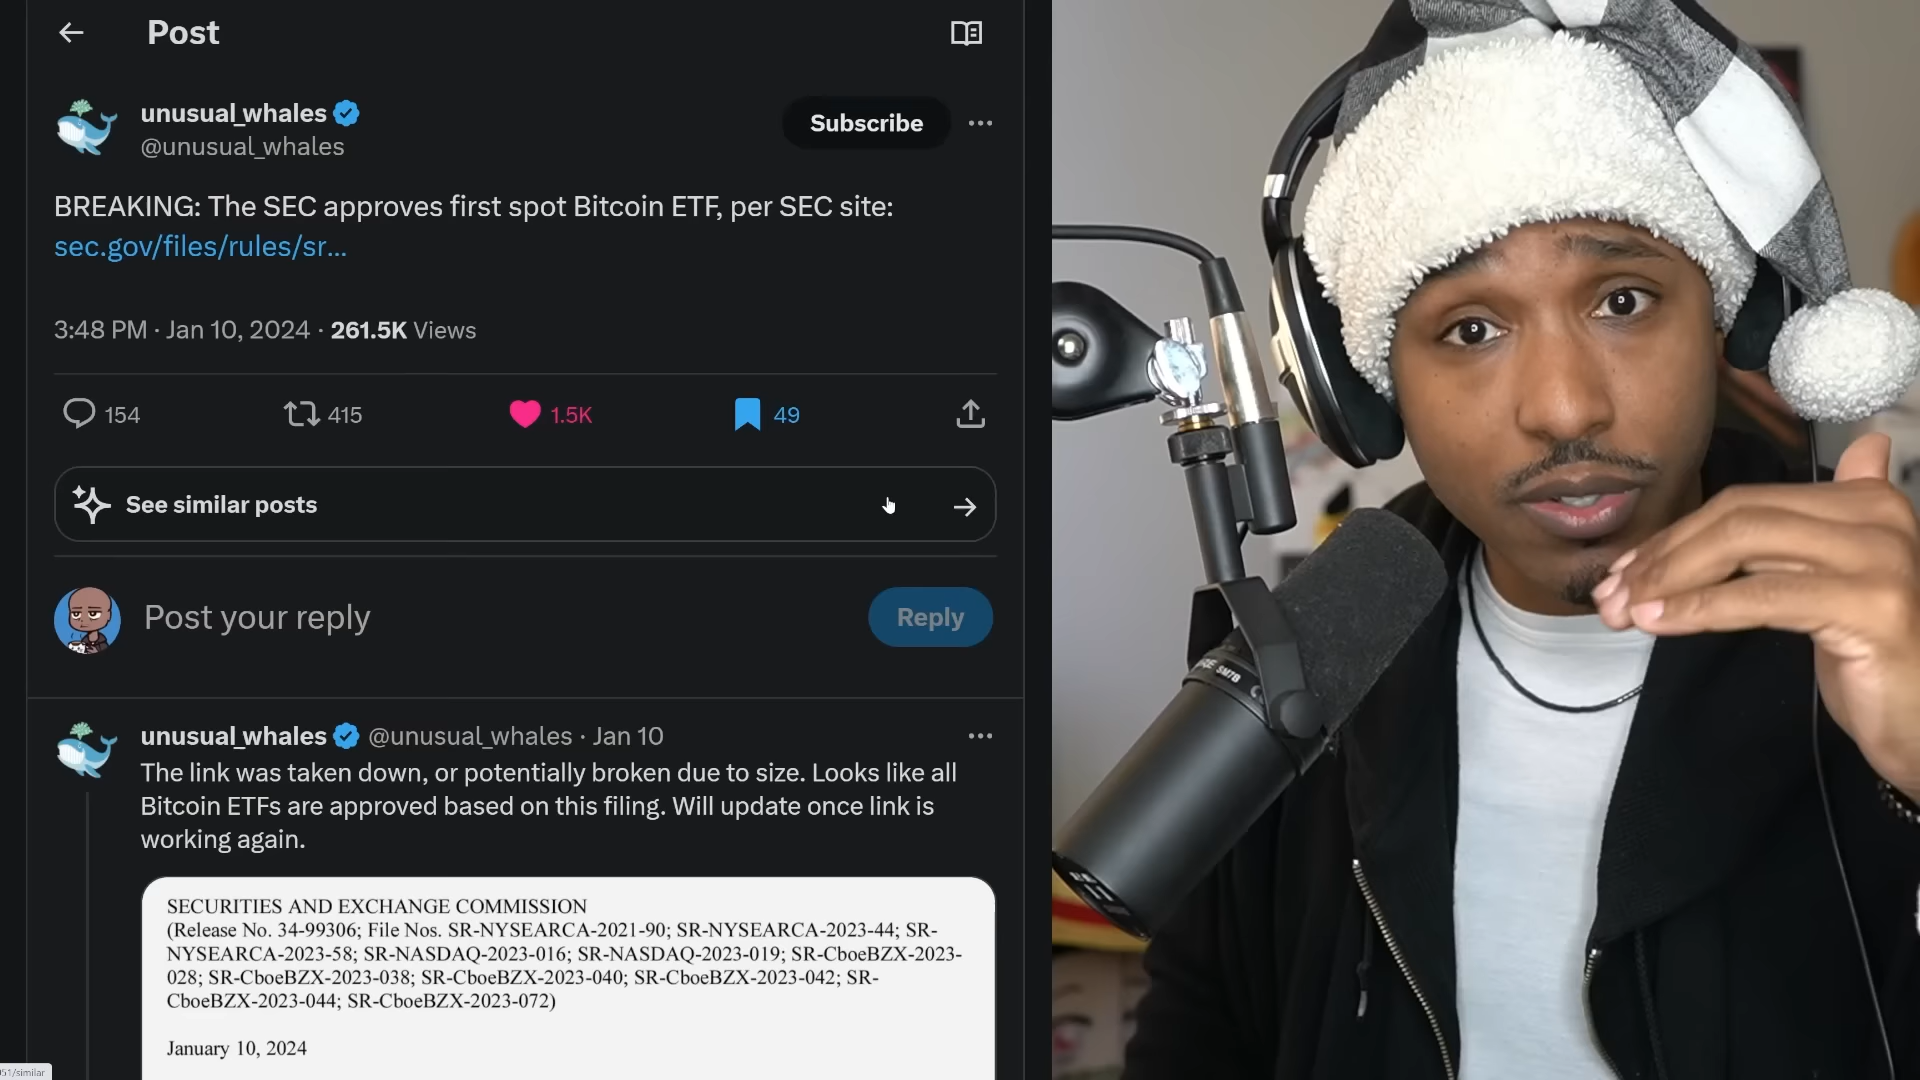 Post
unusual_whales
@unusual_whales
Subscribe
BREAKING: The SEC approves first spot Bitcoin ETF, per SEC site:
sec.gov/files/rules/sr...
3:48 PM · Jan 10, 2024 · 261.5K Views
154 415 1.5K 49
See similar posts
Post your reply
Reply
unusual_whales @unusual_whales · Jan 10
The link was taken down, or potentially broken due to size. Looks like all
Bitcoin ETFs are approved based on this filing. Will update once link is
working again.
SECURITIES AND EXCHANGE COMMISSION
(Release No. 34-99306; File Nos. SR-NYSEARCA-2021-90; SR-NYSEARCA-2023-44; SR-
NYSEARCA-2023-58; SR-NASDAQ-2023-016; SR-NASDAQ-2023-019; SR-CboeBZX-2023-
028; SR-CboeBZX-2023-038; SR-CboeBZX-2023-040; SR-CboeBZX-2023-042; SR-
CboeBZX-2023-044; SR-CboeBZX-2023-072)
January 10, 2024
51/similar
SM7B